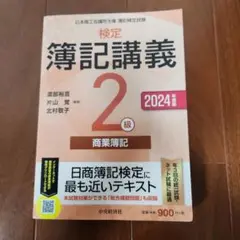 日本商工会議所主催 簿記検定試験
検定
簿記講義
2級
2024年度版
渡部裕亘
片山 覚
北村敬子
商業簿記
日商簿記検定に
最も近いテキスト
中央経済社
900